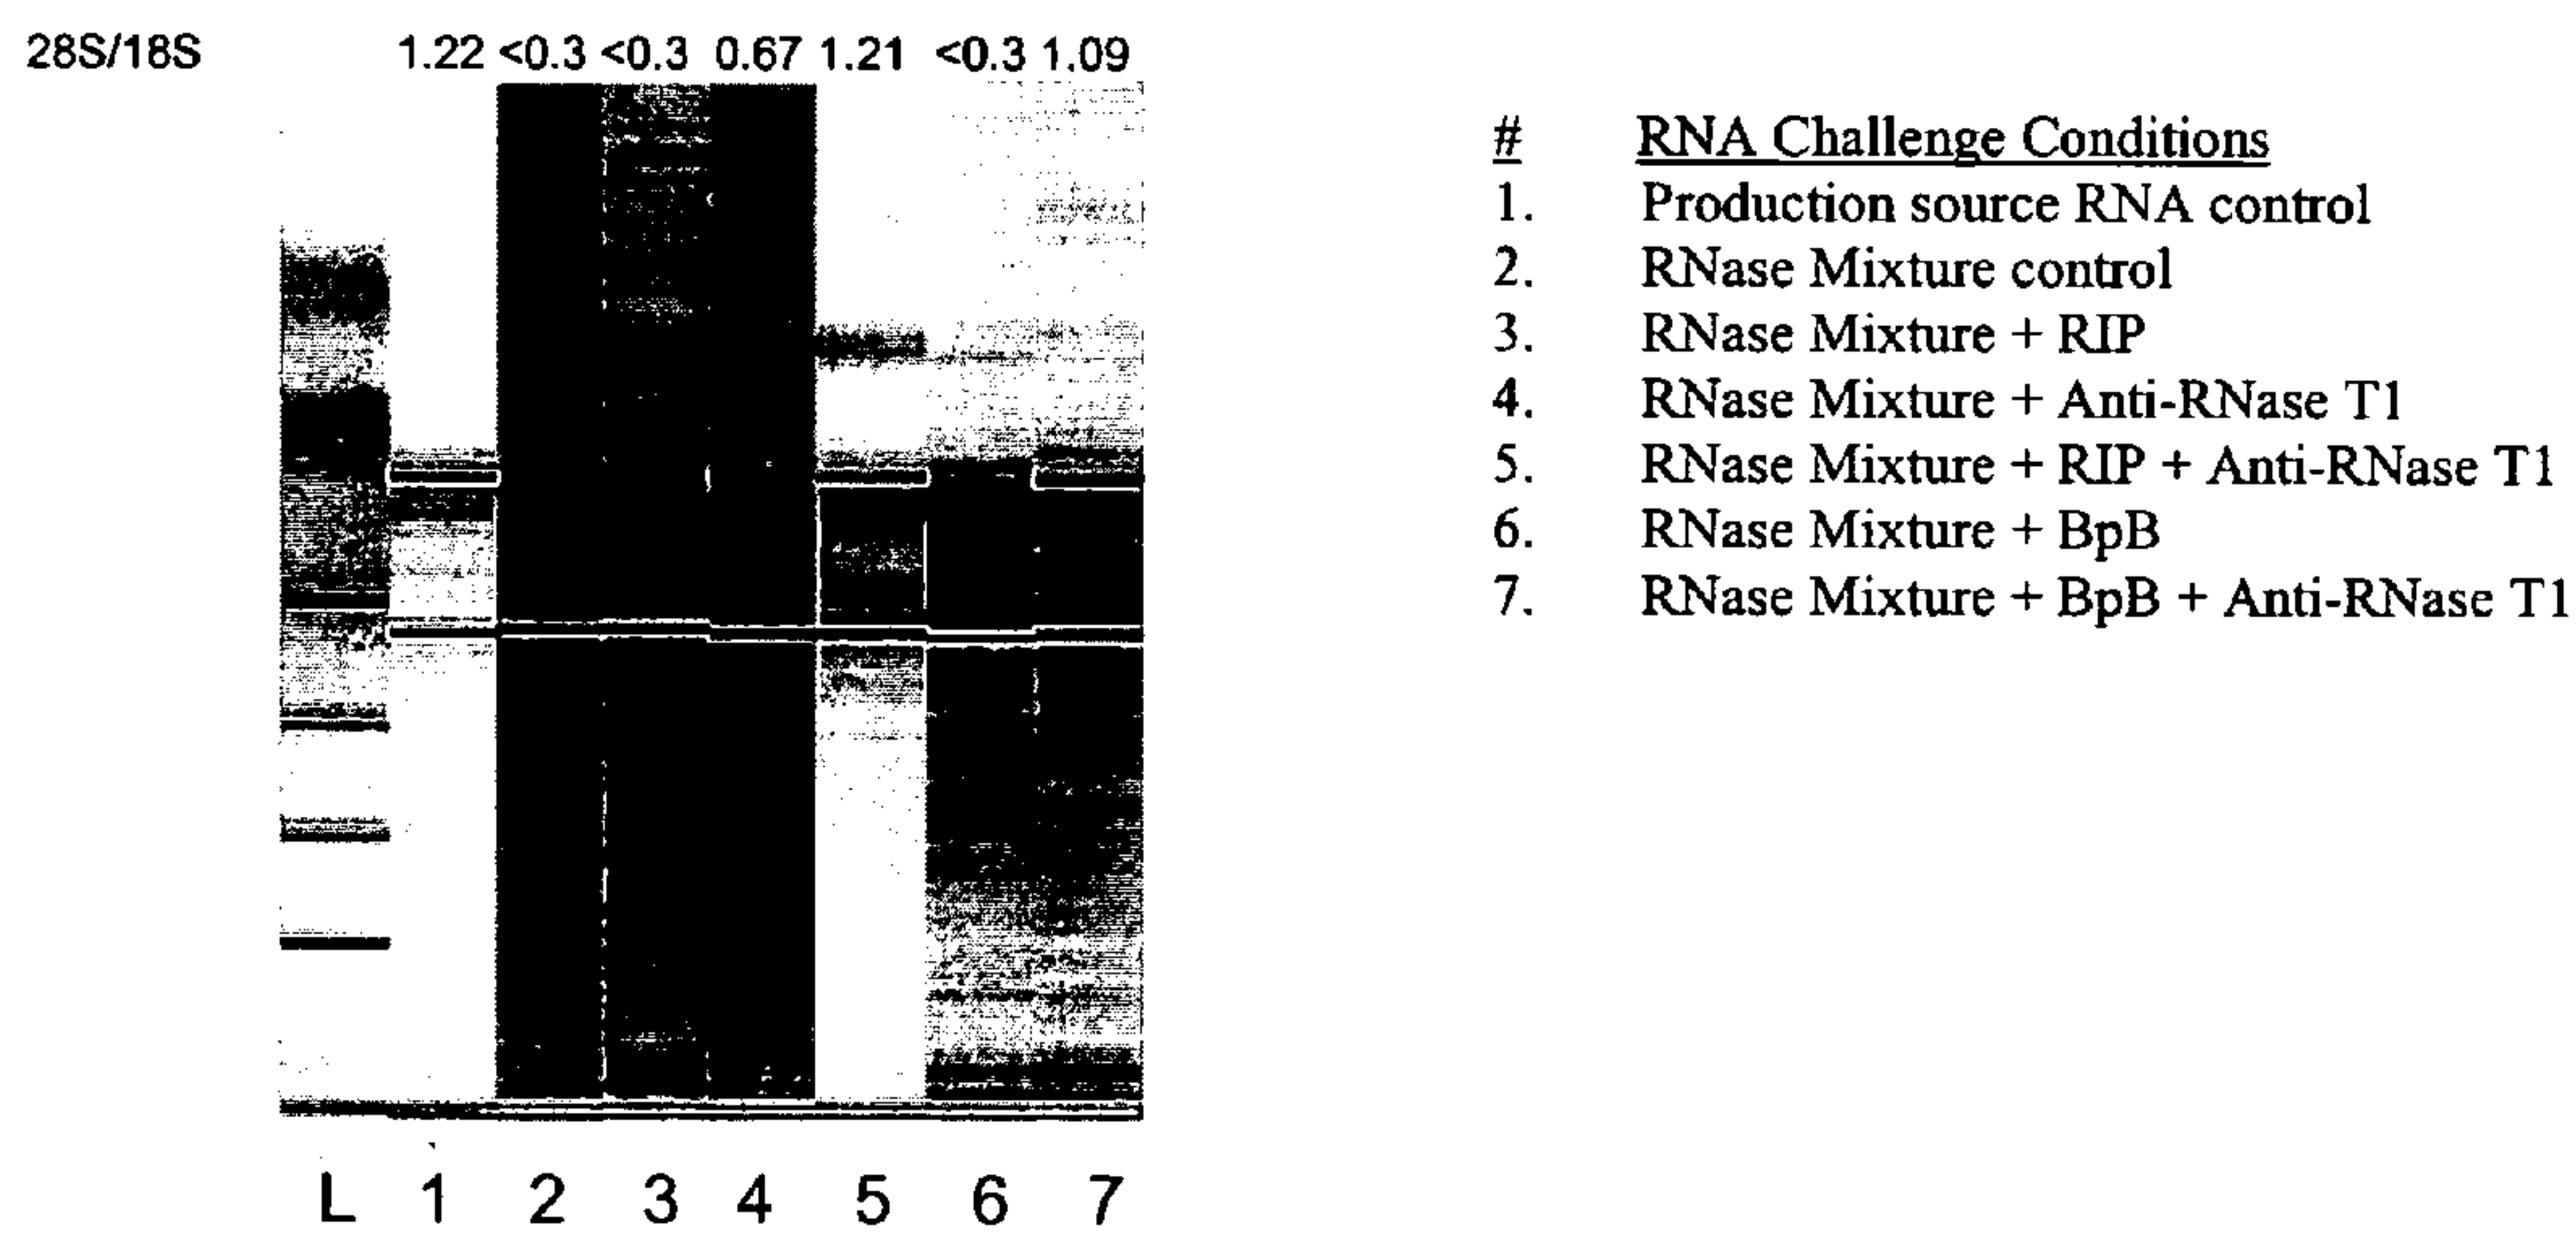 28S/18S 1.22 <0.3 <0.3 0.67 1.21 <0.3 1.09
# RNA Challenge Conditions
1. Production source RNA control
2. RNase Mixture control
3. RNase Mixture + RIP
4. RNase Mixture + Anti-RNase T1
5. RNase Mixture + RIP + Anti-RNase T1
6. RNase Mixture + BpB
7. RNase Mixture + BpB + Anti-RNase T1
L 1 2 3 4 5 6 7